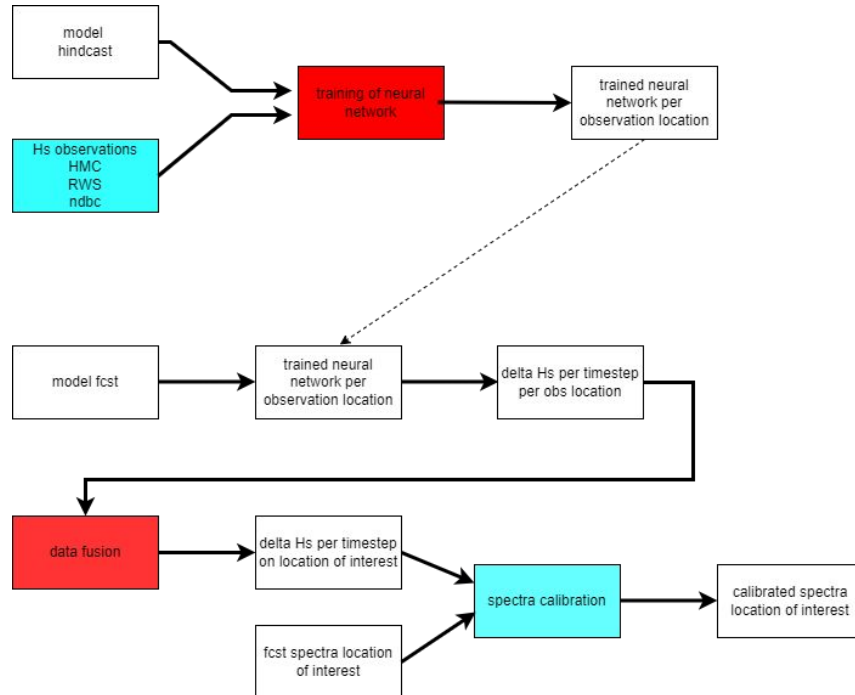 model
hindcast
training of neural
network
trained neural
network per
observation location
Hs observations
HMC
RWS
ndbc
model fcst
trained neural
network per
observation location
delta Hs per timestep
per obs location
data fusion
delta Hs per timestep
on location of interest
spectra calibration
calibrated spectra
location of interest
fcst spectra location
of interest